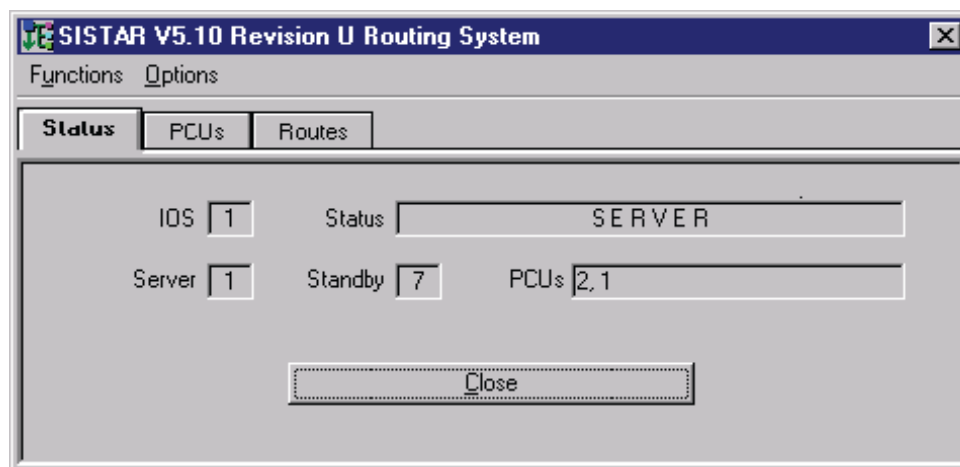 SISTAR V5.10 Revision U Routing System
Functions Options
Status PCUs Routes
IOS 1 Status SERVER
Server 1 Standby 7 PCUs 2, 1
Close